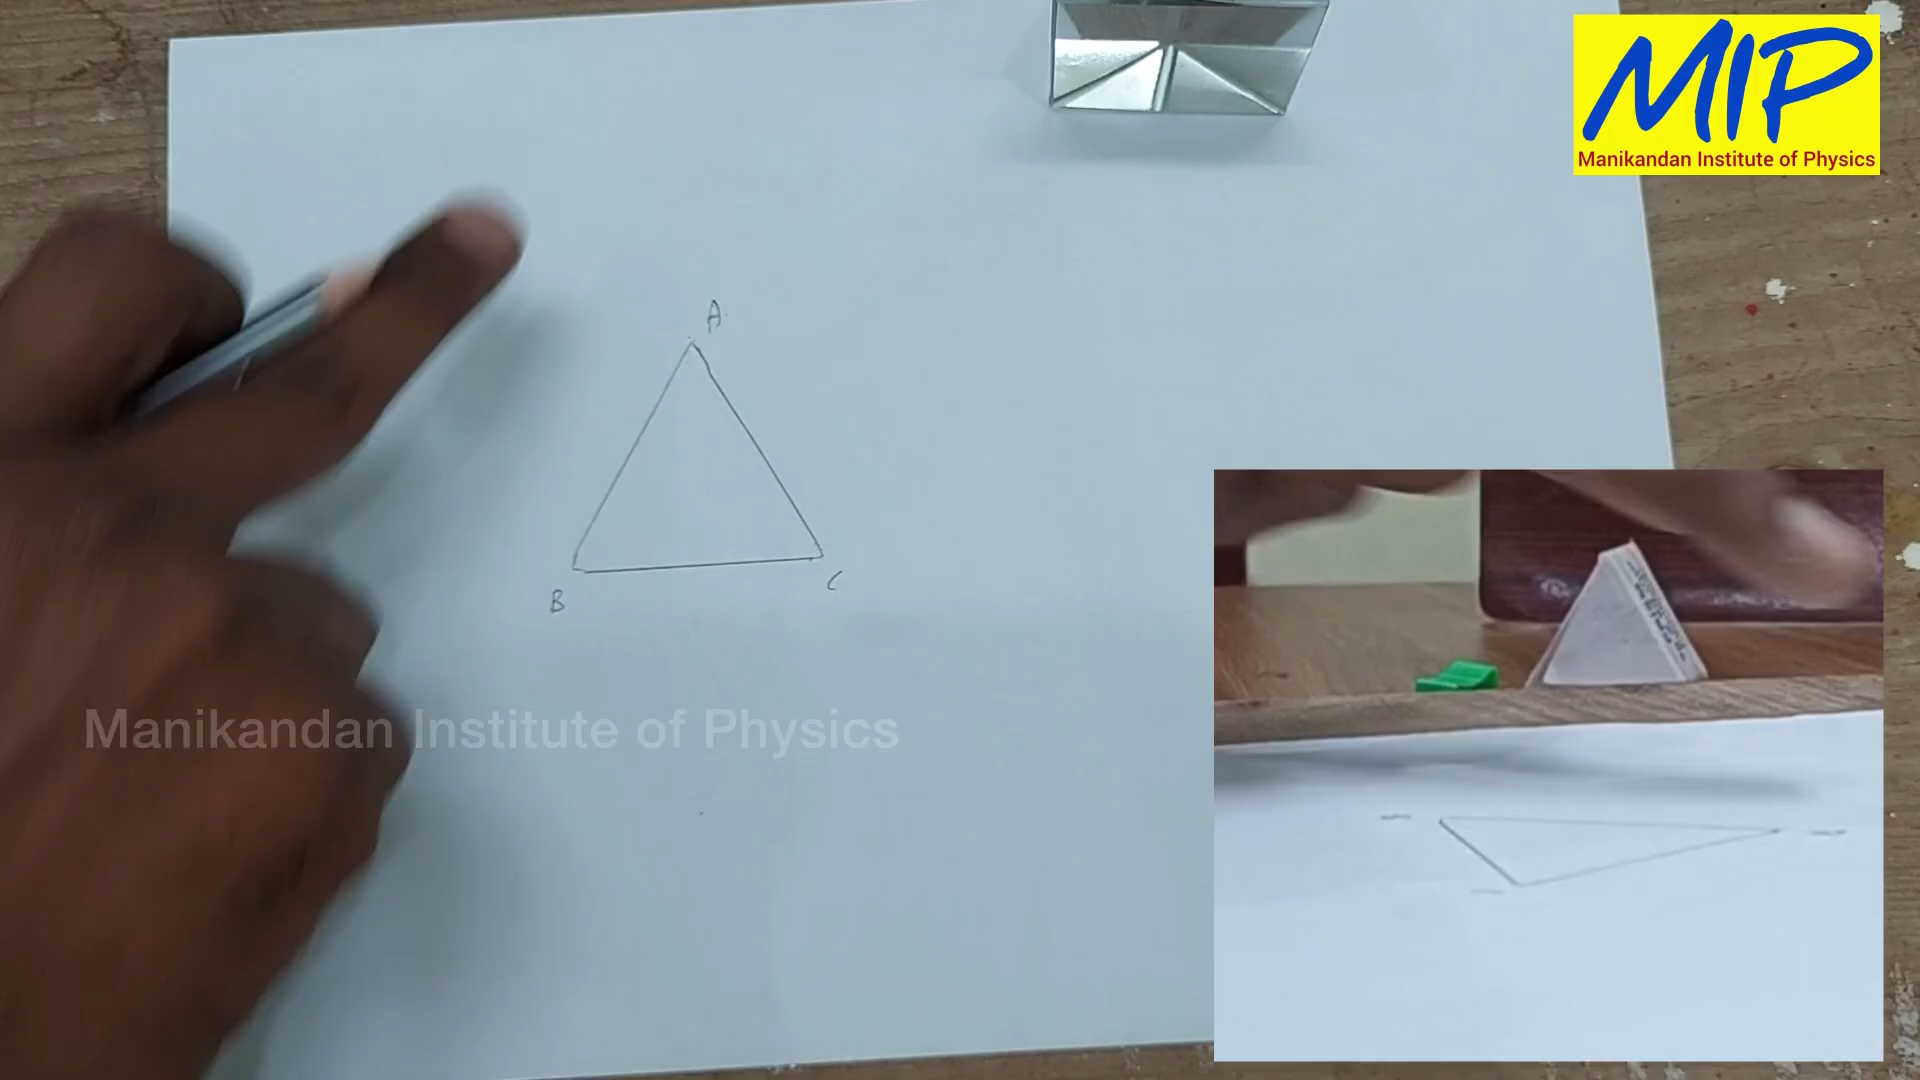 MIP
Manikandan Institute of Physics
A
B
C
Manikandan Institute of Physics